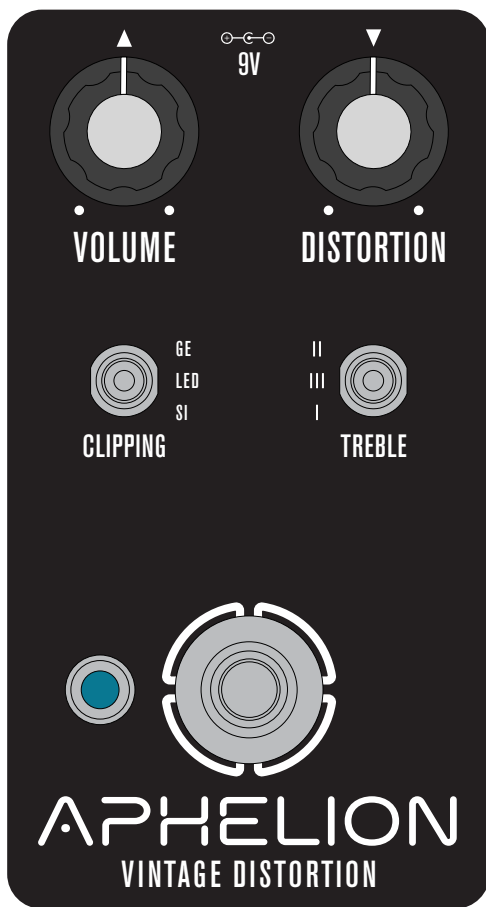 9V
VOLUME
DISTORTION
GE
LED
SI
CLIPPING
II
III
I
TREBLE
APHELION
VINTAGE DISTORTION